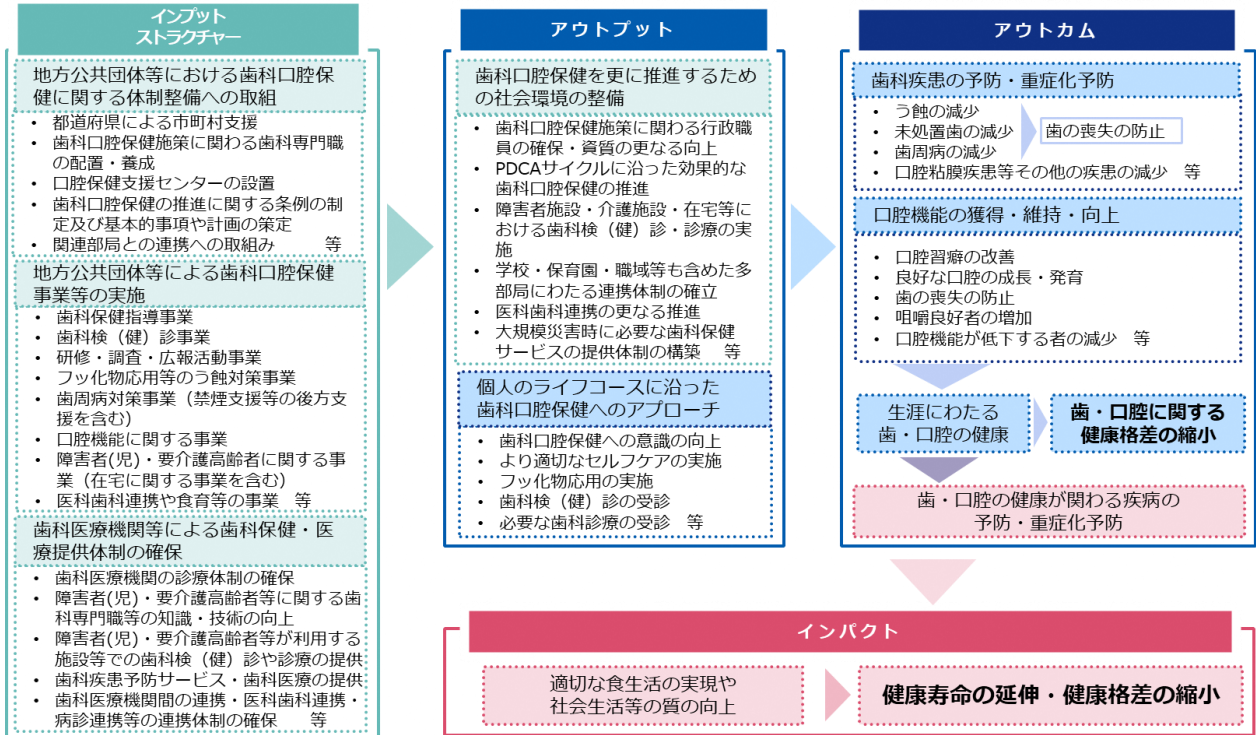 インプット
ストラクチャー
地方公共団体等における歯科口腔保
健に関する体制整備への取組
• 都道府県による市町村支援
• 歯科口腔保健施策に関わる歯科専門職
の配置・養成
• 口腔保健支援センターの設置
• 歯科口腔保健の推進に関する条例の制
定及び基本的事項や計画の策定
• 関連部局との連携への取組み 等
地方公共団体等による歯科口腔保健
事業等の実施
• 歯科保健指導事業
• 歯科検（健）診事業
• 研修・調査・広報活動事業
• フッ化物応用等のう蝕対策事業
• 歯周病対策事業（禁煙支援等の後方支
援を含む）
• 口腔機能に関する事業
• 障害者(児)・要介護高齢者に関する事
業（在宅に関する事業を含む）
• 医科歯科連携や食育等の事業 等
歯科医療機関等による歯科保健・医
療提供体制の確保
• 歯科医療機関の診療体制の確保
• 障害者(児)・要介護高齢者等に関する歯
科専門職等の知識・技術の向上
• 障害者(児)・要介護高齢者等が利用する
施設等での歯科検（健）診や診療の提供
• 歯科疾患予防サービス・歯科医療の提供
• 歯科医療機関間の連携・医科歯科連携・
病診連携等の連携体制の確保 等
アウトプット
歯科口腔保健を更に推進するため
の社会環境の整備
• 歯科口腔保健施策に関わる行政職
員の確保・資質の更なる向上
• PDCAサイクルに沿った効果的な
歯科口腔保健の推進
• 障害者施設・介護施設・在宅等に
おける歯科検（健）診・診療の実
施
• 学校・保育園・職域等も含めた多
部局にわたる連携体制の確立
• 医科歯科連携の更なる推進
• 大規模災害時に必要な歯科保健
サービスの提供体制の構築 等
個人のライフコースに沿った
歯科口腔保健へのアプローチ
• 歯科口腔保健への意識の向上
• より適切なセルフケアの実施
• フッ化物応用の実施
• 歯科検（健）診の受診
• 必要な歯科診療の受診 等
アウトカム
歯科疾患の予防・重症化予防
• う蝕の減少
• 未処置歯の減少
• 歯周病の減少
• 口腔粘膜疾患等その他の疾患の減少 等
歯の喪失の防止
口腔機能の獲得・維持・向上
• 口腔習癖の改善
• 良好な口腔の成長・発育
• 歯の喪失の防止
• 咀嚼良好者の増加
• 口腔機能が低下する者の減少 等
生涯にわたる
歯・口腔の健康
歯・口腔に関する
健康格差の縮小
歯・口腔の健康が関わる疾病の
予防・重症化予防
インパクト
適切な食生活の実現や
社会生活等の質の向上
健康寿命の延伸・健康格差の縮小